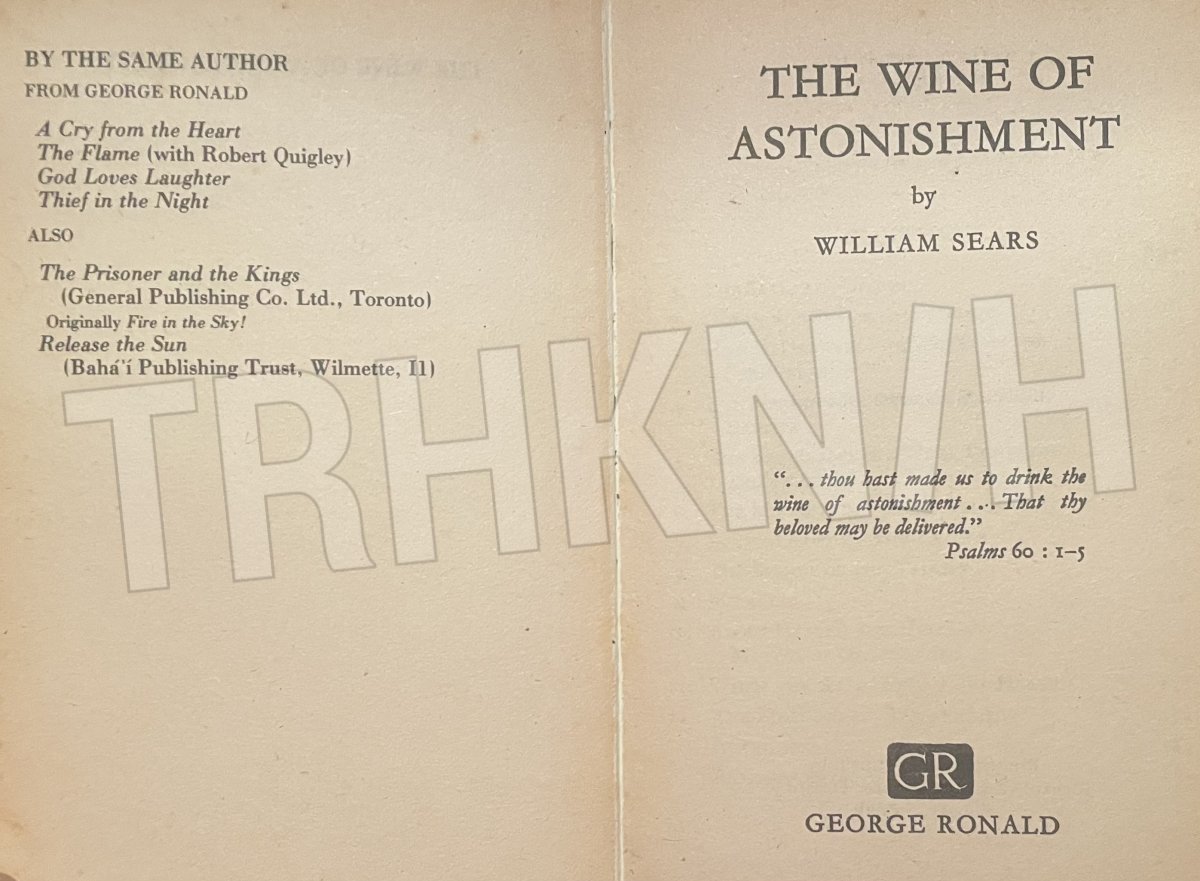 BY THE SAME AUTHOR
FROM GEORGE RONALD
A Cry from the Heart
The Flame (with Robert Quigley)
God Loves Laughter
Thief in the Night
ALSO
The Prisoner and the Kings
(General Publishing Co. Ltd., Toronto)
Originally Fire in the Sky!
Release the Sun
(Bahá'í Publishing Trust, Wilmette, Il)
THE WINE OF
ASTONISHMENT
by
WILLIAM SEARS
TRHKN/H
“... thou hast made us to drink the
wine of astonishment ... That thy
beloved may be delivered.”
Psalms 60 : 1–5
GR
GEORGE RONALD